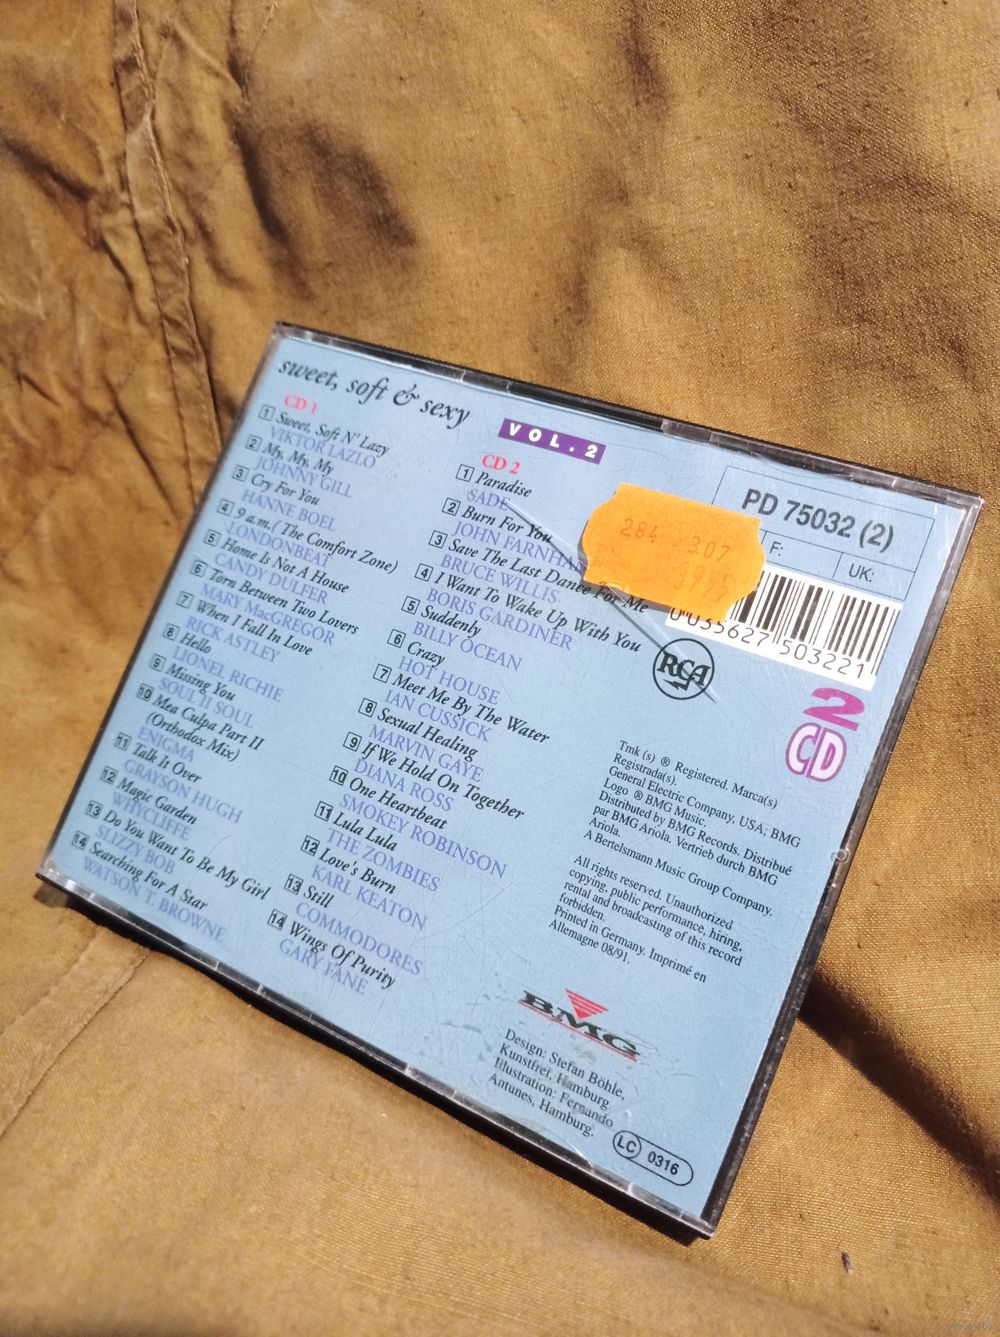 sweet, soft & sexy
VOL. 2
CD 1
1 Sweet, Soft N' Lazy
VIKTOR LAZLO
2 My, My, My
JOHNNY GILL
3 Cry For You
HANNE BOEL
4 9 a.m.( The Comfort Zone)
LONDONBEAT
5 Home Is Not A House
CANDY DULFER
6 Torn Between Two Lovers
MARY MacGREGOR
7 When I Fall In Love
RICK ASTLEY
8 Hello
LIONEL RICHIE
9 Missing You
SOUL II SOUL
10 Mea Culpa Part II
(Orthodox Mix)
ENIGMA
11 Talk Is Over
GRAYSON HUGH
12 Magic Garden
WHYCLIFFE
13 Do You Want To Be My Girl
SLIZZY BOB
14 Searching For A Star
WATSON T. BROWNE
CD 2
1 Paradise
SADE
2 Burn For You
JOHN FARNHA
3 Save The Last Dance For Me
BRUCE WILLIS
4 I Want To Wake Up With You
BORIS GARDINER
5 Suddenly
BILLY OCEAN
6 Crazy
HOT HOUSE
7 Meet Me By The Water
IAN CUSSICK
8 Sexual Healing
MARVIN GAYE
9 If We Hold On Together
DIANA ROSS
10 One Heartbeat
SMOKEY ROBINSON
11 Lula Lula
THE ZOMBIES
12 Love's Burn
KARL KEATON
13 Still
COMMODORES
14 Wings Of Purity
GARY FANE
PD 75032 (2)
F:
UK:
284 307
3995
0 035627 503221
RCA
2
CD
Tmk (s) ® Registered. Marca(s)
Registrada(s).
General Electric Company, USA; BMG
Logo ® BMG Music.
Distributed by BMG Records. Distribué
par BMG Ariola. Vertrieb durch BMG
Ariola.
A Bertelsmann Music Group Company.
All rights reserved. Unauthorized
copying, public performance, hiring,
rental and broadcasting of this record
forbidden.
Printed in Germany. Imprimé en
Allemagne 08/91.
BMG
Design: Stefan Böhle,
Kunstfrei, Hamburg.
Illustration: Fernando
Antunes, Hamburg.
LC 0316